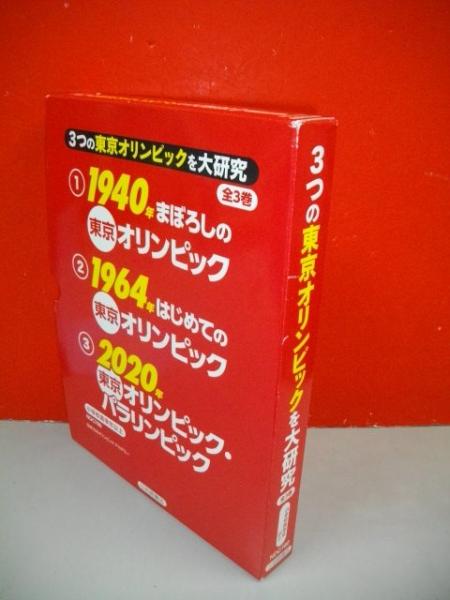 3つの東京オリンピックを大研究
全3巻
① 1940年まぼろしの
東京オリンピック
② 1964年はじめての
東京オリンピック
③ 2020年
東京オリンピック・
パラリンピック
3つの東京オリンピックを大研究
全3巻